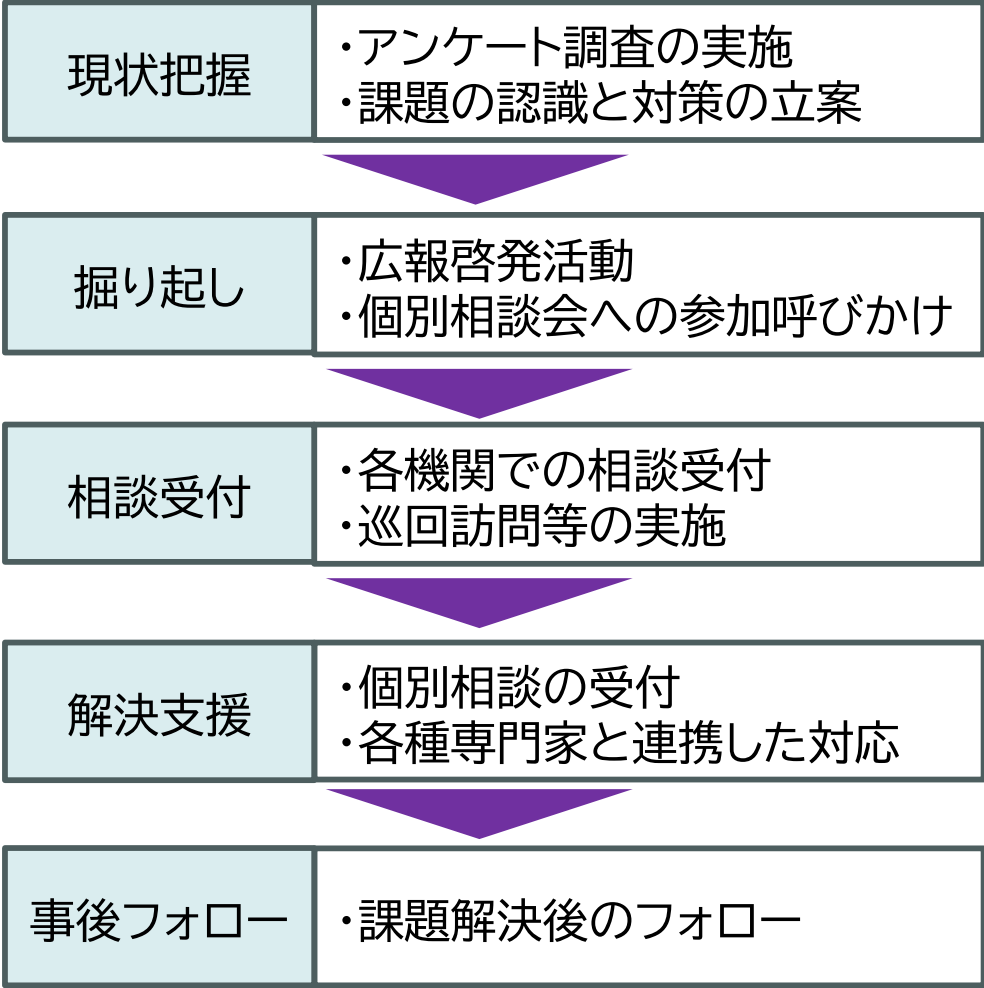 現状把握
・アンケート調査の実施
・課題の認識と対策の立案
掘り起し
・広報啓発活動
・個別相談会への参加呼びかけ
相談受付
・各機関での相談受付
・巡回訪問等の実施
解決支援
・個別相談の受付
・各種専門家と連携した対応
事後フォロー
・課題解決後のフォロー